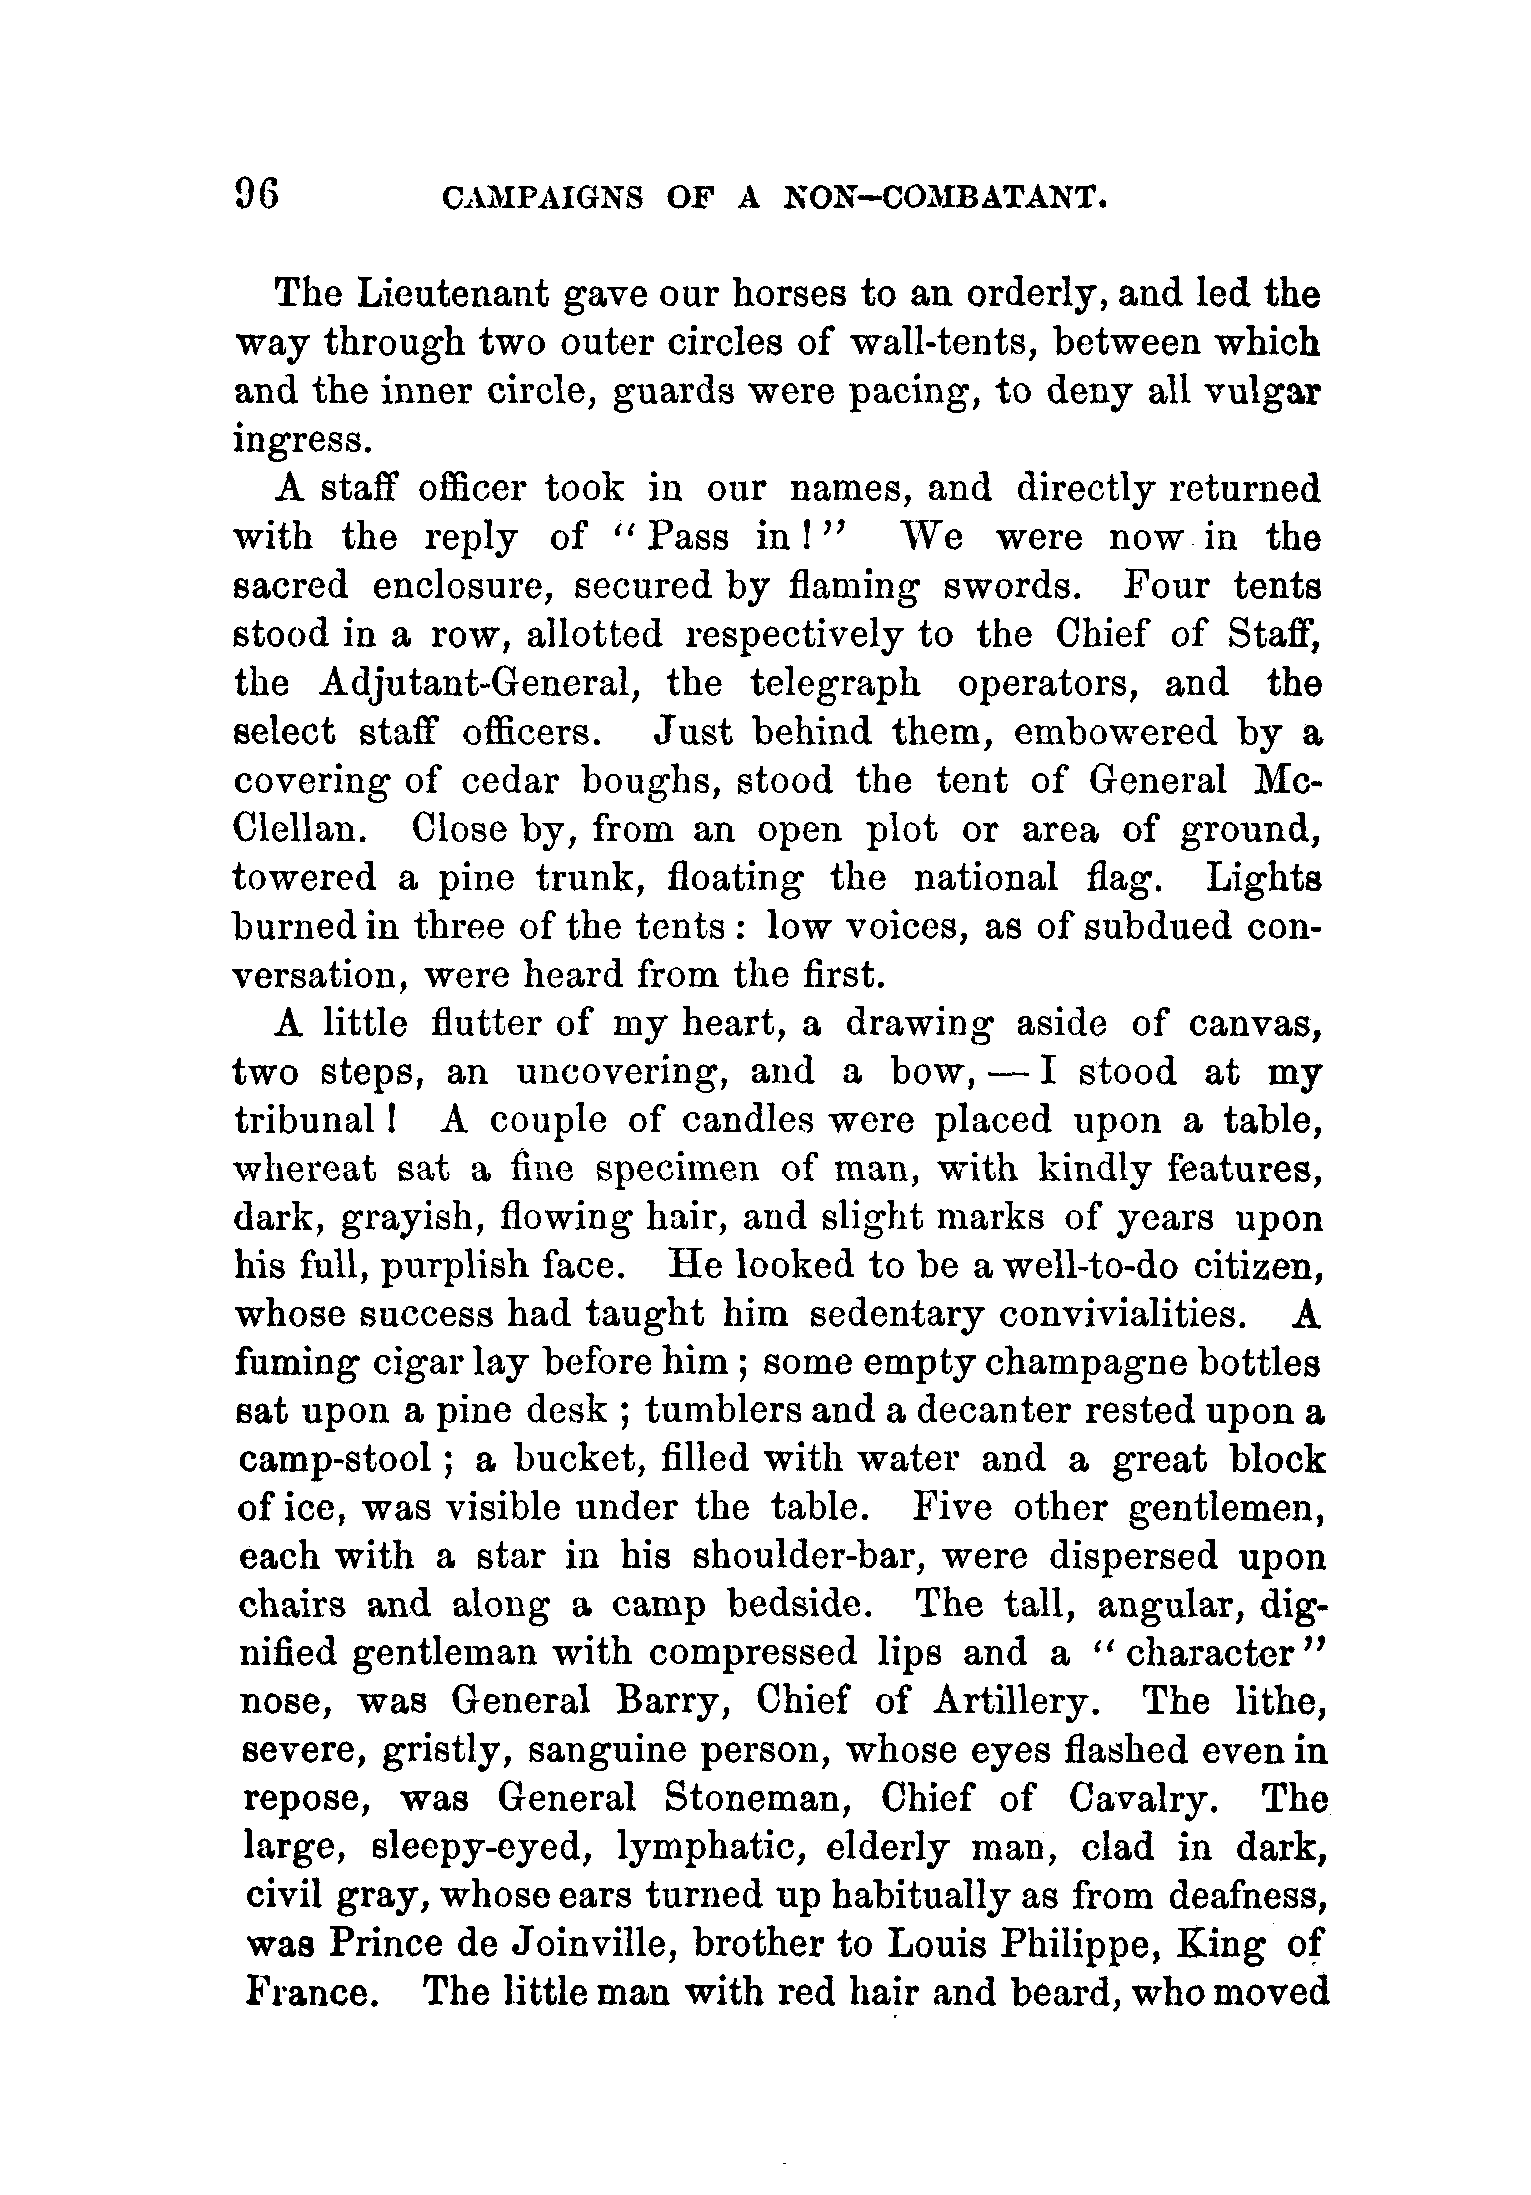 96 CAMPAIGNS OF A NON-COMBATANT.
The Lieutenant gave our horses to an orderly, and led the
way through two outer circles of wall-tents, between which
and the inner circle, guards were pacing, to deny all vulgar
ingress.
A staff officer took in our names, and directly returned
with the reply of “Pass in!” We were now in the
sacred enclosure, secured by flaming swords. Four tents
stood in a row, allotted respectively to the Chief of Staff,
the Adjutant-General, the telegraph operators, and the
select staff officers. Just behind them, embowered by a
covering of cedar boughs, stood the tent of General Mc-
Clellan. Close by, from an open plot or area of ground,
towered a pine trunk, floating the national flag. Lights
burned in three of the tents: low voices, as of subdued con-
versation, were heard from the first.
A little flutter of my heart, a drawing aside of canvas,
two steps, an uncovering, and a bow, — I stood at my
tribunal! A couple of candles were placed upon a table,
whereat sat a fine specimen of man, with kindly features,
dark, grayish, flowing hair, and slight marks of years upon
his full, purplish face. He looked to be a well-to-do citizen,
whose success had taught him sedentary convivialities. A
fuming cigar lay before him; some empty champagne bottles
sat upon a pine desk; tumblers and a decanter rested upon a
camp-stool; a bucket, filled with water and a great block
of ice, was visible under the table. Five other gentlemen,
each with a star in his shoulder-bar, were dispersed upon
chairs and along a camp bedside. The tall, angular, dig-
nified gentleman with compressed lips and a “character”
nose, was General Barry, Chief of Artillery. The lithe,
severe, gristly, sanguine person, whose eyes flashed even in
repose, was General Stoneman, Chief of Cavalry. The
large, sleepy-eyed, lymphatic, elderly man, clad in dark,
civil gray, whose ears turned up habitually as from deafness,
was Prince de Joinville, brother to Louis Philippe, King of
France. The little man with red hair and beard, who moved